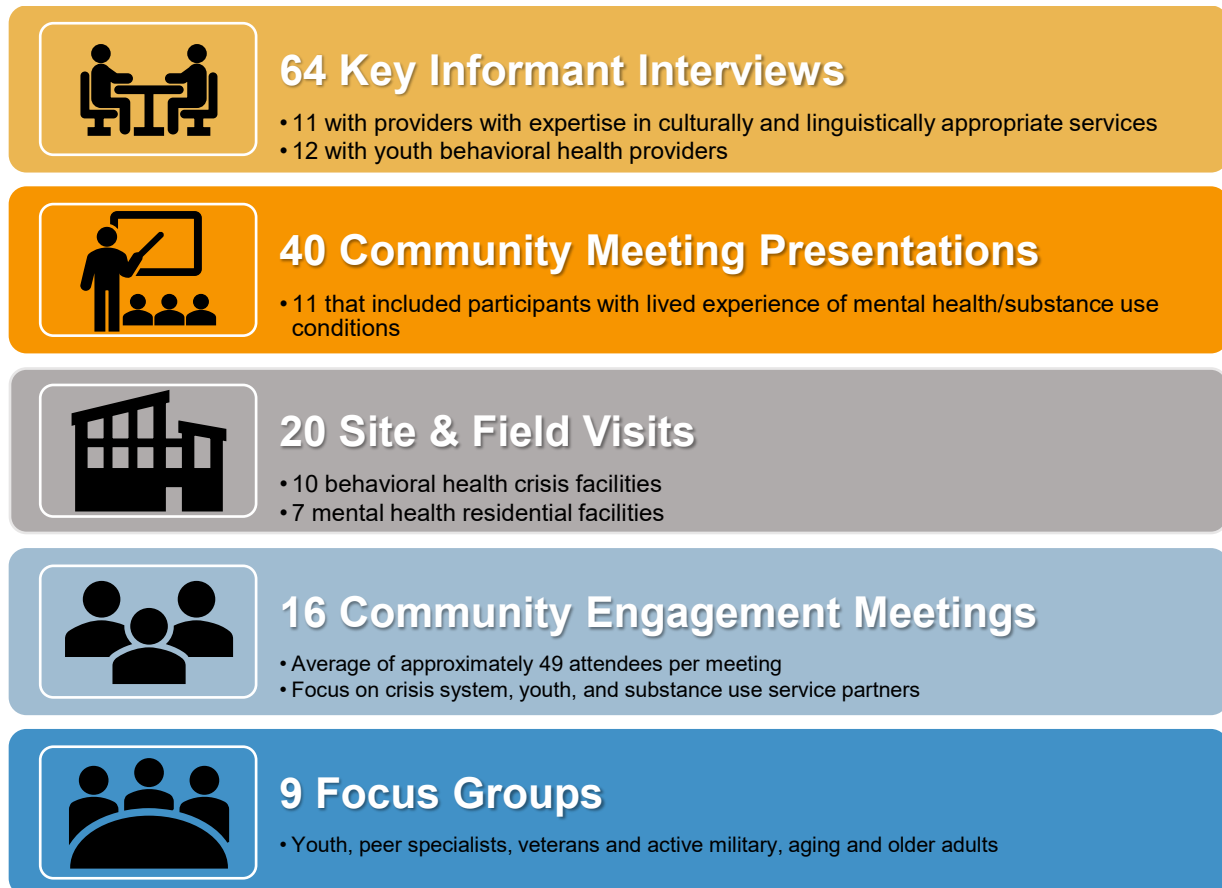 64 Key Informant Interviews
• 11 with providers with expertise in culturally and linguistically appropriate services
• 12 with youth behavioral health providers
40 Community Meeting Presentations
• 11 that included participants with lived experience of mental health/substance use
conditions
20 Site & Field Visits
• 10 behavioral health crisis facilities
• 7 mental health residential facilities
16 Community Engagement Meetings
• Average of approximately 49 attendees per meeting
• Focus on crisis system, youth, and substance use service partners
9 Focus Groups
• Youth, peer specialists, veterans and active military, aging and older adults